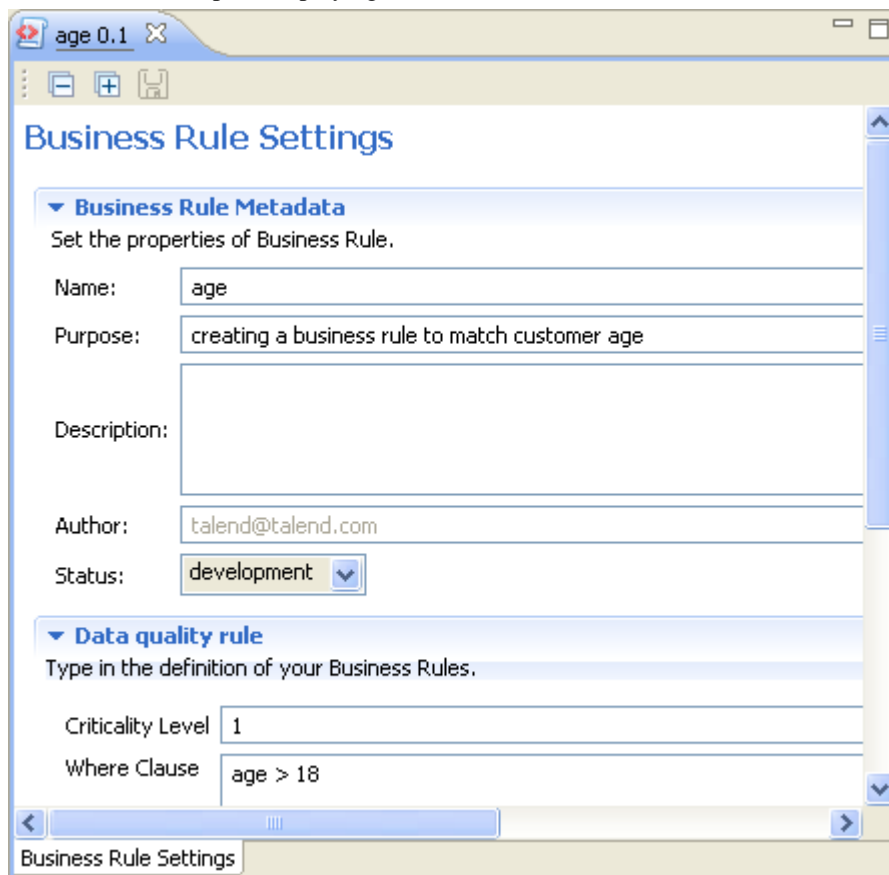 age 0.1
Business Rule Settings
Business Rule Metadata
Set the properties of Business Rule.
Name: age
Purpose: creating a business rule to match customer age
Description:
Author: talend@talend.com
Status: development
Data quality rule
Type in the definition of your Business Rules.
Criticality Level 1
Where Clause age > 18
Business Rule Settings